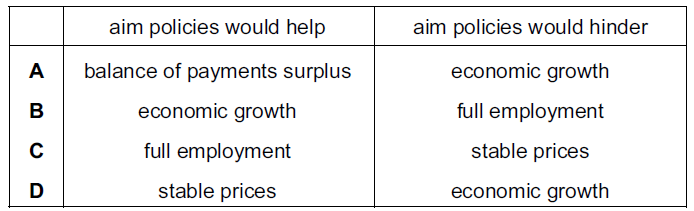 aim policies would help aim policies would hinder
A balance of payments surplus economic growth
B economic growth full employment
C full employment stable prices
D stable prices economic growth